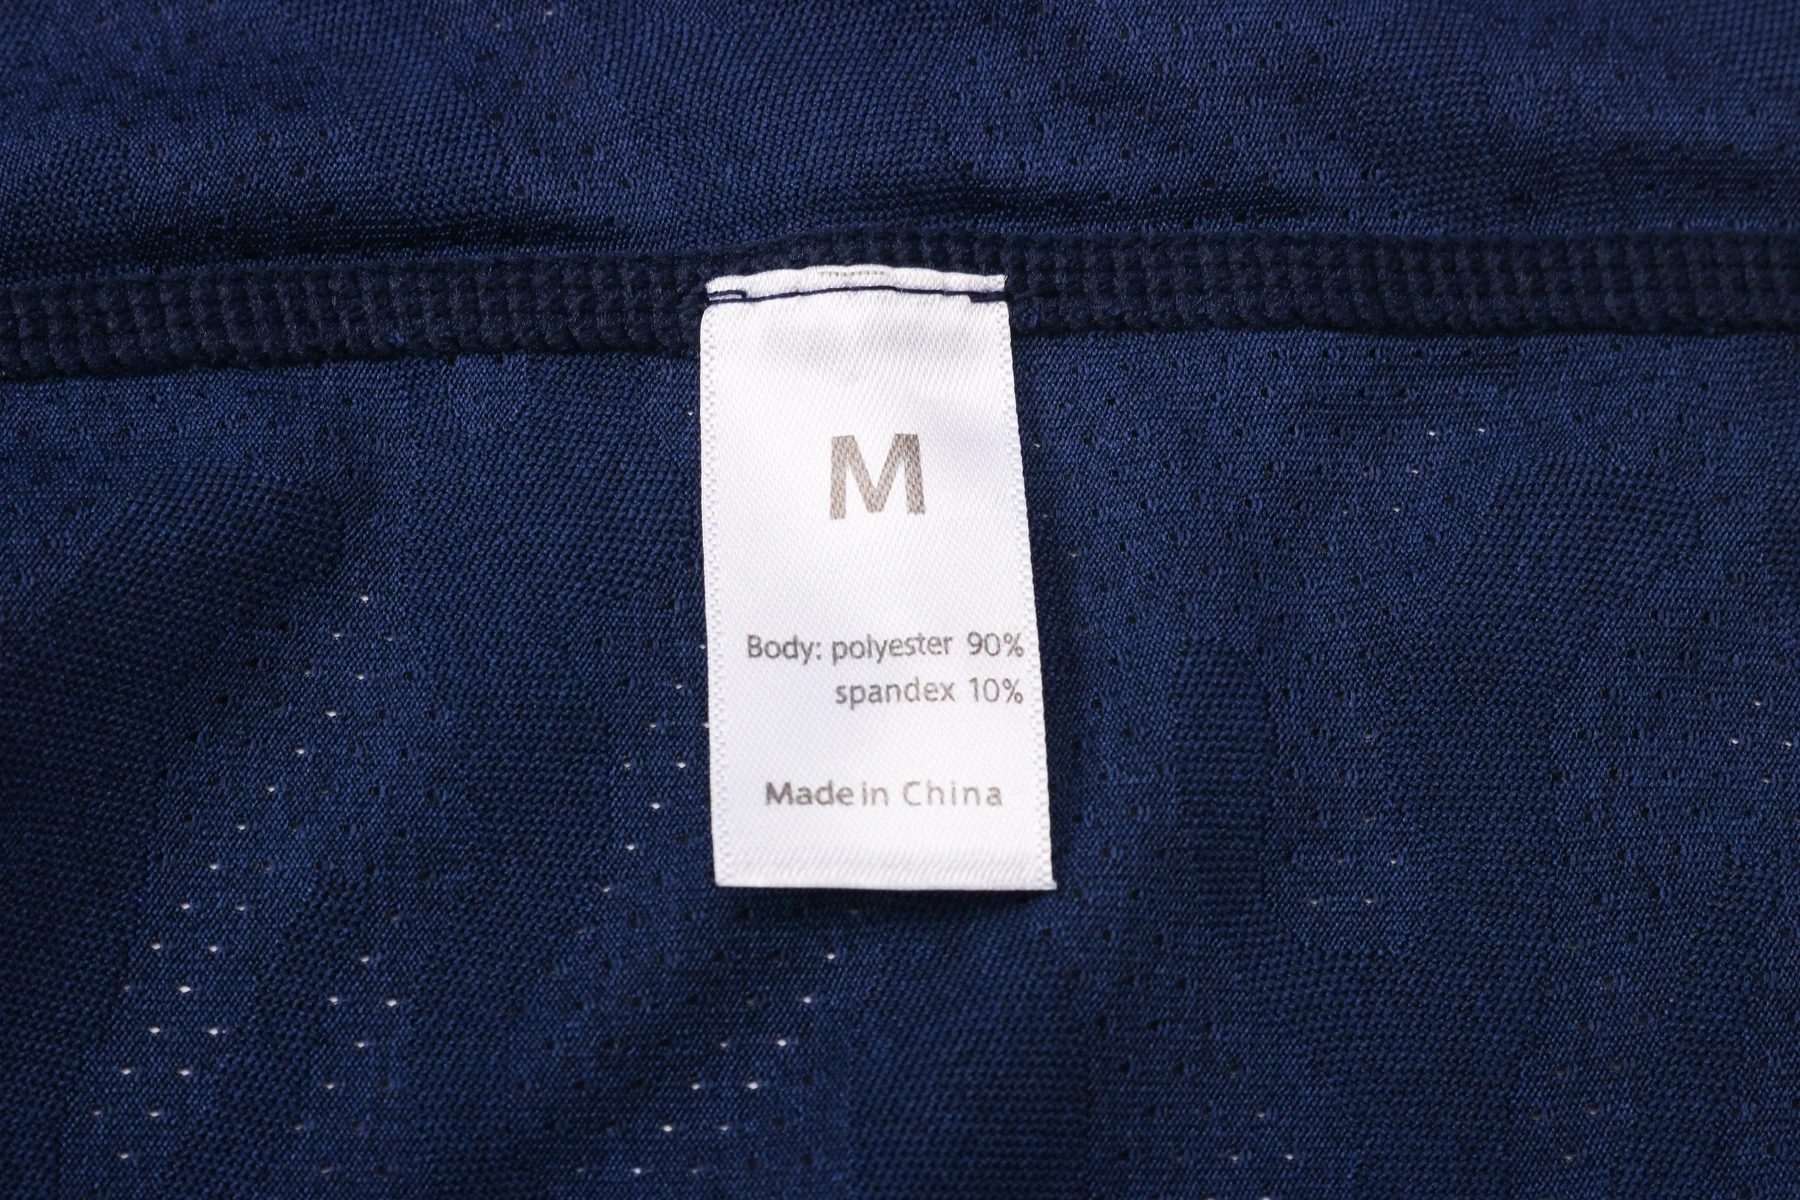 M
Body: polyester 90%
spandex 10%
Made in China